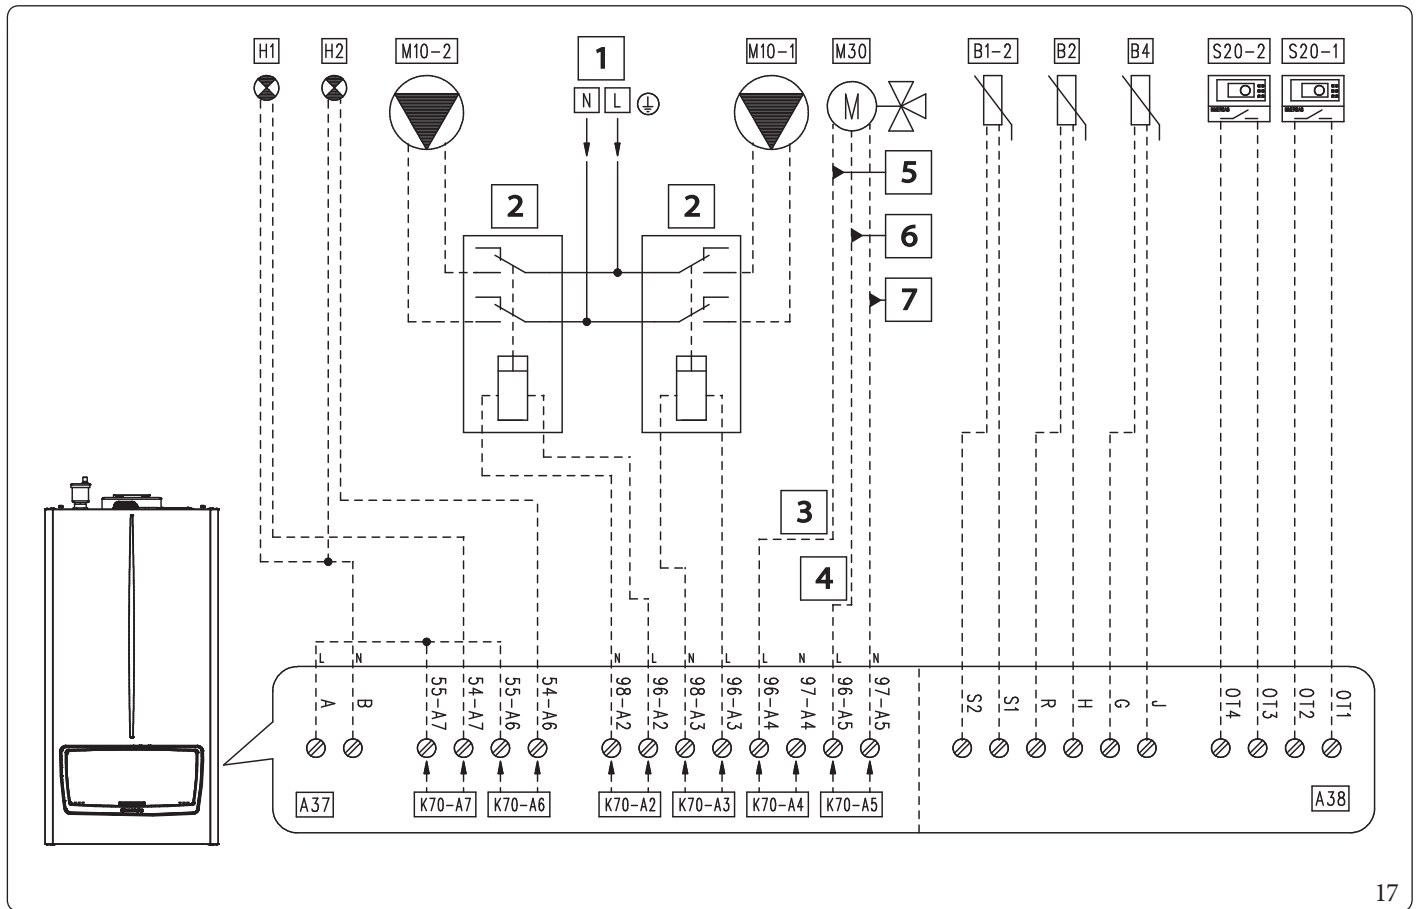 H1 H2 M10-2 1 M10-1 M30 B1-2 B2 B4 S20-2 S20-1
N L
M
5
2 2
6
7
3
4
L N N L N L L N L N
A B 55-A7 54-A7 55-A6 54-A6 98-A2 96-A2 98-A3 96-A3 96-A4 97-A4 96-A5 97-A5 S2 S1 R H G J OT4 OT3 OT2 OT1
A37 K70-A7 K70-A6 K70-A2 K70-A3 K70-A4 K70-A5 A38
17